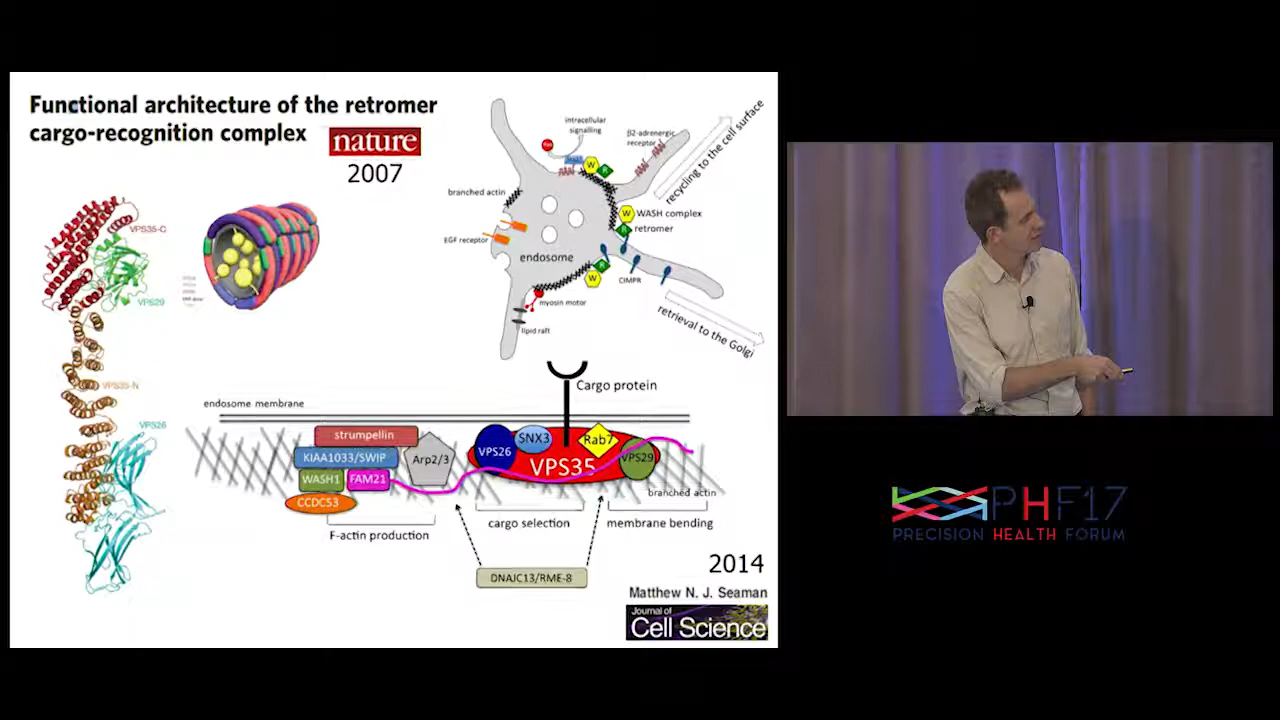 Functional architecture of the retromer
cargo-recognition complex
nature
2007
VPS35-C
VPS29
VPS35-N
VPS26
intracellular
signalling
β2-adrenergic
receptor
recycling to the cell surface
branched actin
W
R
W
WASH complex
R
retromer
EGF receptor
endosome
R
W
CIMPR
myosin motor
lipid raft
retrieval to the Golgi
Cargo protein
endosome membrane
strumpellin
KIAA1033/SWIP
Arp2/3
WASH1
FAM21
CCDC53
VPS26
SNX3
Rab7
VPS35
VPS29
branched actin
F-actin production
cargo selection
membrane bending
DNAJC13/RME-8
2014
Matthew N. J. Seaman
Journal of
Cell Science
PHF17
PRECISION HEALTH FORUM